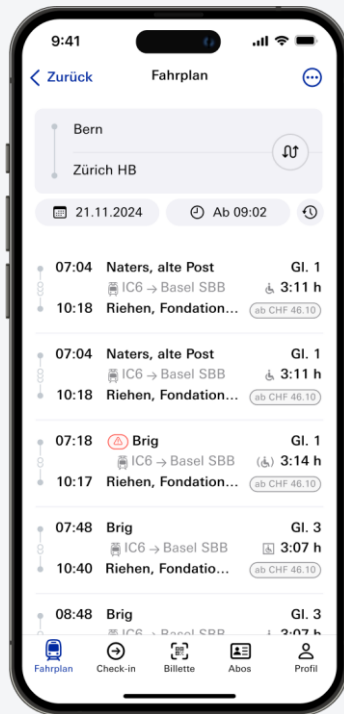 9:41
Zurück Fahrplan
Bern
Zürich HB
21.11.2024 Ab 09:02
07:04 Naters, alte Post Gl. 1
IC6 → Basel SBB 3:11 h
10:18 Riehen, Fondation... ab CHF 46.10
07:04 Naters, alte Post Gl. 1
IC6 → Basel SBB 3:11 h
10:18 Riehen, Fondation... ab CHF 46.10
07:18 Brig Gl. 1
IC6 → Basel SBB 3:14 h
10:17 Riehen, Fondation... ab CHF 46.10
07:48 Brig Gl. 3
IC6 → Basel SBB 3:07 h
10:40 Riehen, Fondatio... ab CHF 46.10
08:48 Brig Gl. 3
IC6 → Basel SBB 3:07 h
Fahrplan Check-in Billette Abos Profil